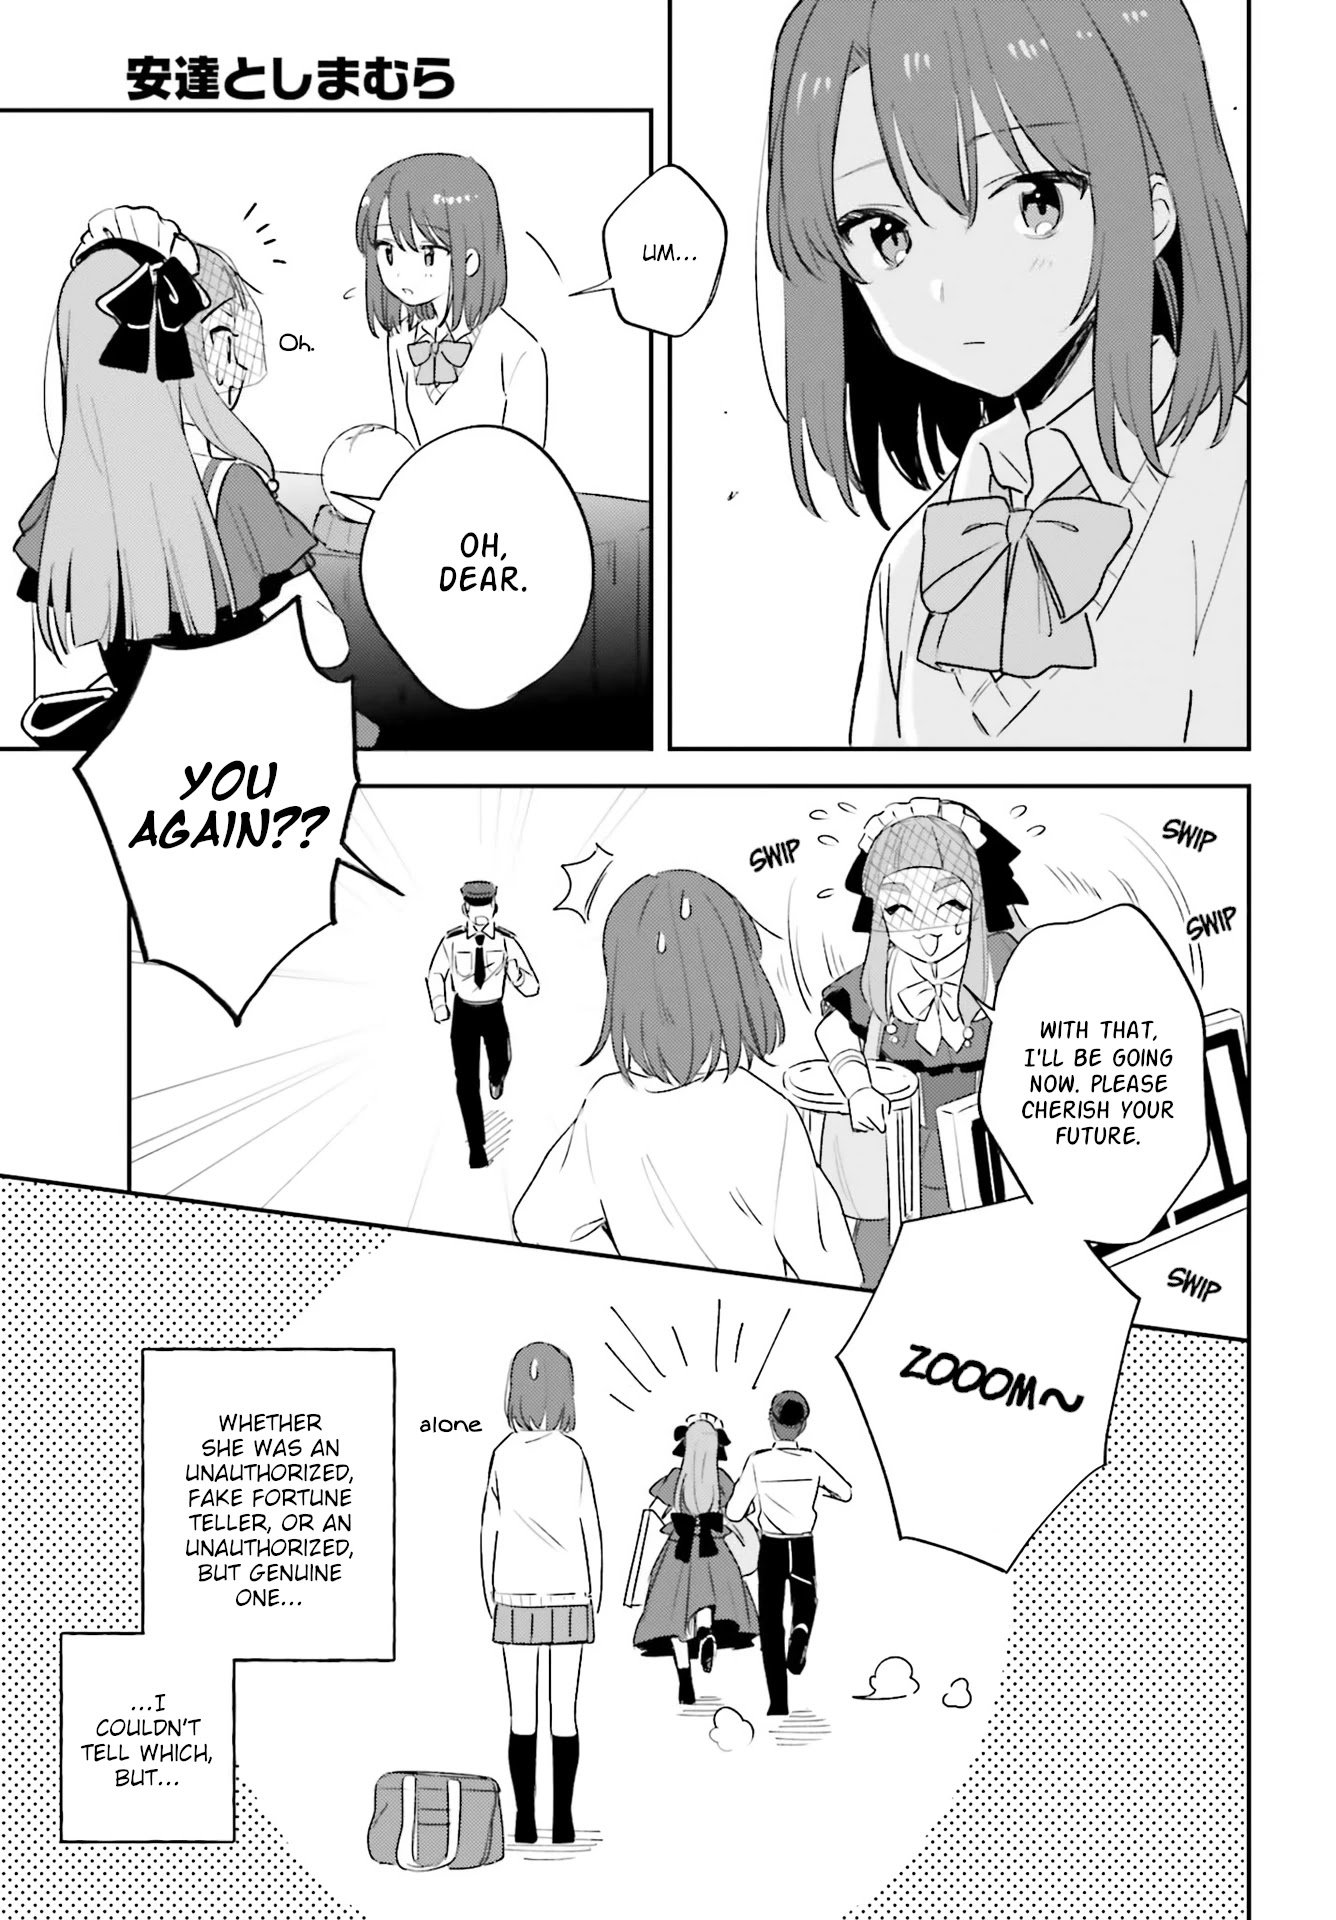 安達としまむら
UM...
Oh.
OH,
DEAR.
YOU
AGAIN??
SWIP
SWIP
SWIP
WITH THAT,
I'LL BE GOING
NOW. PLEASE
CHERISH YOUR
FUTURE.
SWIP
ZOOOM~
alone
WHETHER
SHE WAS AN
UNAUTHORIZED,
FAKE FORTUNE
TELLER, OR AN
UNAUTHORIZED,
BUT GENUINE
ONE...
...I
COULDN'T
TELL WHICH,
BUT...